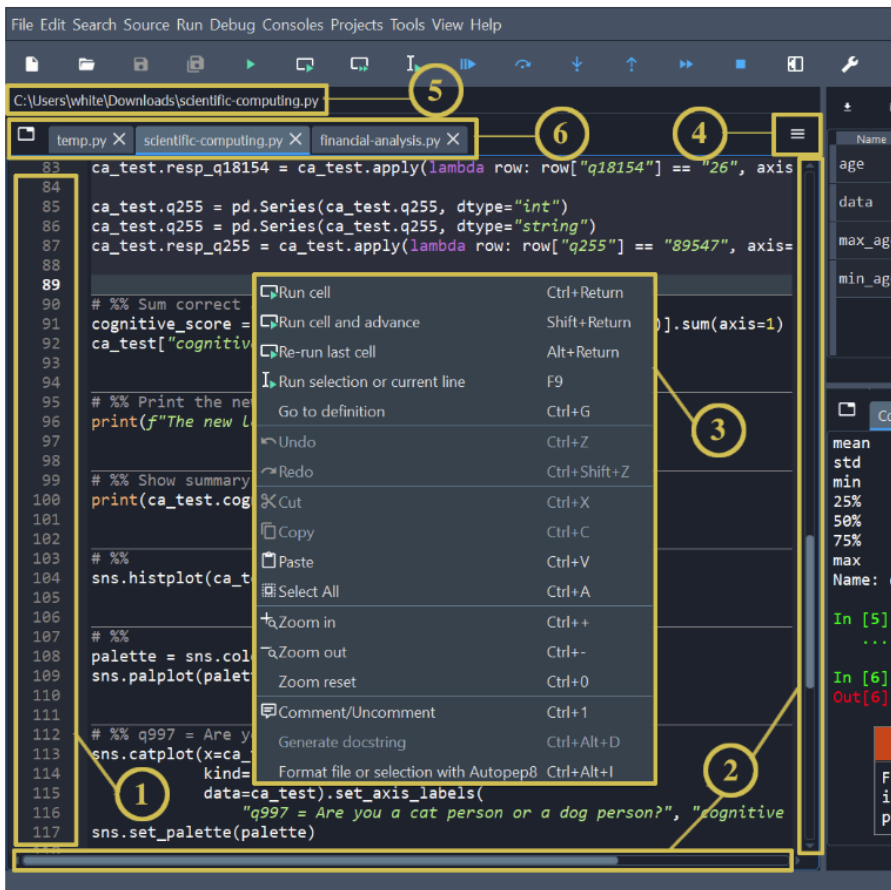 File Edit Search Source Run Debug Consoles Projects Tools View Help
C:\Users\white\Downloads\scientific-computing.py
5
temp.py
scientific-computing.py
financial-analysis.py
6
4
83 ca_test.resp_q18154 = ca_test.apply(lambda row: row["q18154"] == "26", axis
84
85 ca_test.q255 = pd.Series(ca_test.q255, dtype="int")
86 ca_test.q255 = pd.Series(ca_test.q255, dtype="string")
87 ca_test.resp_q255 = ca_test.apply(lambda row: row["q255"] == "89547", axis=
88
89
90 # %% Sum correct
91 cognitive_score = )].sum(axis=1)
92 ca_test["cognitiv
93
94
95 # %% Print the ne
96 print(f"The new l
97
98
99 # %% Show summary
100 print(ca_test.cog
101
102
103 # %%
104 sns.histplot(ca_t
105
106
107 # %%
108 palette = sns.col
109 sns.palplot(palet
110
111
112 # %% q997 = Are y
113 sns.catplot(x=ca_
114 kind=
115 data=ca_test).set_axis_labels(
116 "q997 = Are you a cat person or a dog person?", "cognitive
117 sns.set_palette(palette)
Run cell Ctrl+Return
Run cell and advance Shift+Return
Re-run last cell Alt+Return
Run selection or current line F9
Go to definition Ctrl+G
Undo Ctrl+Z
Redo Ctrl+Shift+Z
Cut Ctrl+X
Copy Ctrl+C
Paste Ctrl+V
Select All Ctrl+A
Zoom in Ctrl++
Zoom out Ctrl+-
Zoom reset Ctrl+0
Comment/Uncomment Ctrl+1
Generate docstring Ctrl+Alt+D
Format file or selection with Autopep8 Ctrl+Alt+I
3
1
2
Name
age
data
max_ag
min_ag
Co
mean
std
min
25%
50%
75%
max
Name:
In [5]
...
In [6]
Out[6]
F
i
p